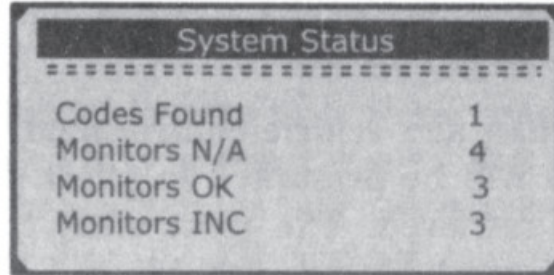 System Status
==========================
Codes Found 1
Monitors N/A 4
Monitors OK 3
Monitors INC 3